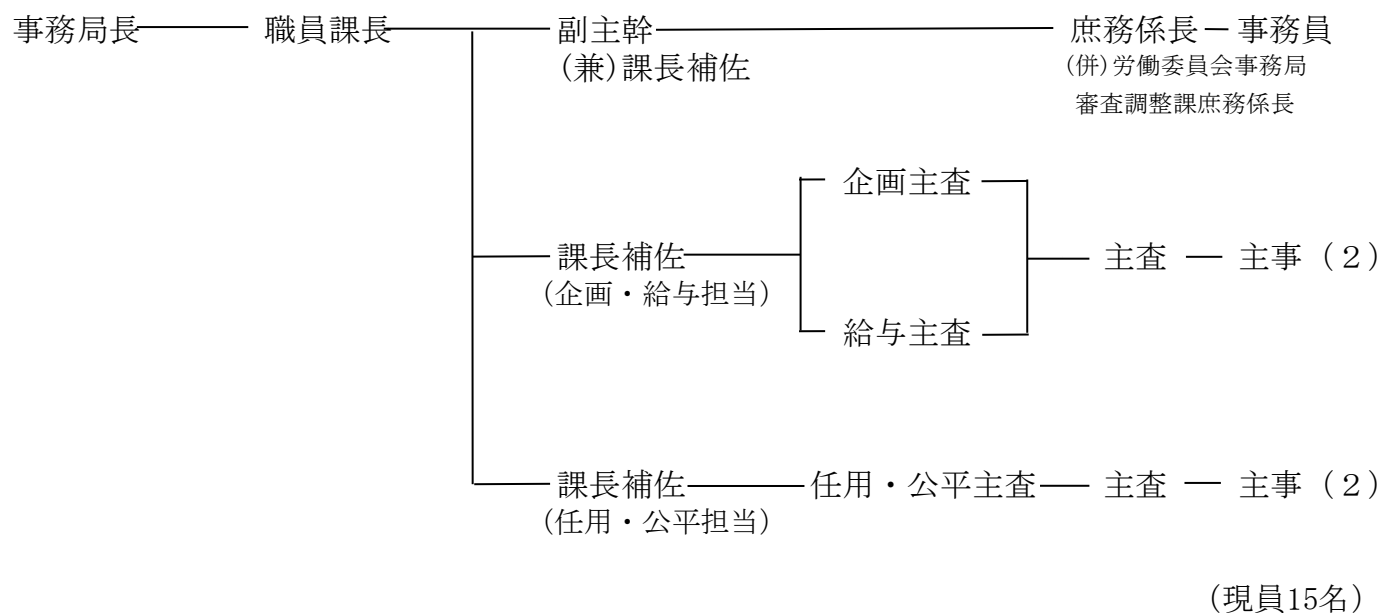 事務局長 職員課長 副主幹 庶務係長 事務員
(兼)課長補佐 (併)労働委員会事務局
審査調整課庶務係長
企画主査
課長補佐 主査 主事（２）
(企画・給与担当)
給与主査
課長補佐 任用・公平主査 主査 主事（２）
(任用・公平担当)
(現員15名)